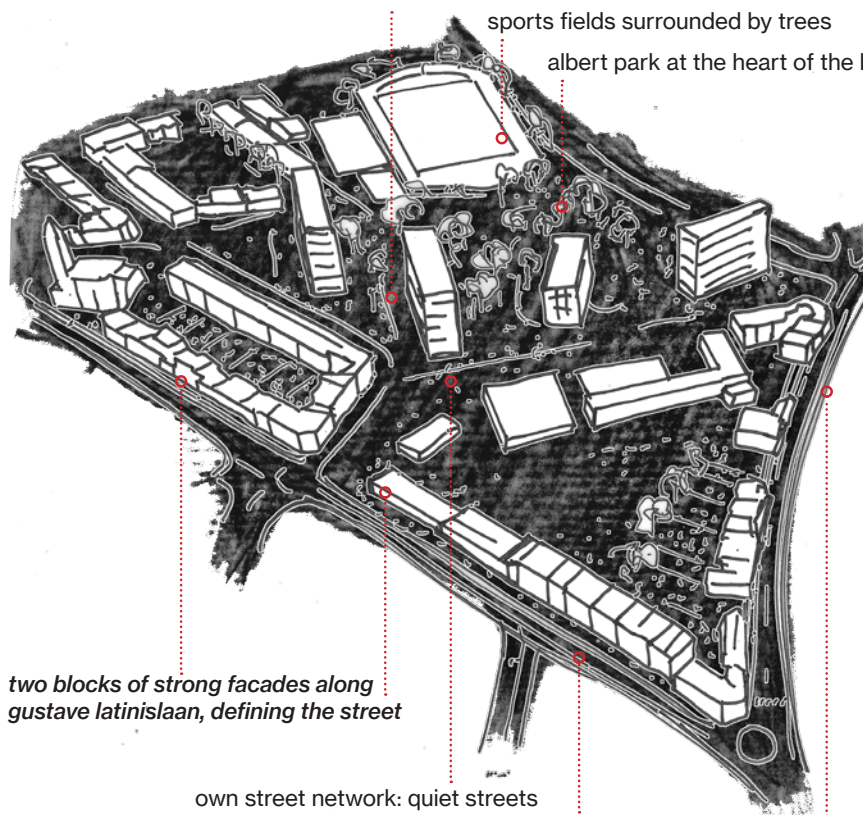 sports fields surrounded by trees
albert park at the heart of the
two blocks of strong facades along
gustave latinislaan, defining the street
own street network: quiet streets